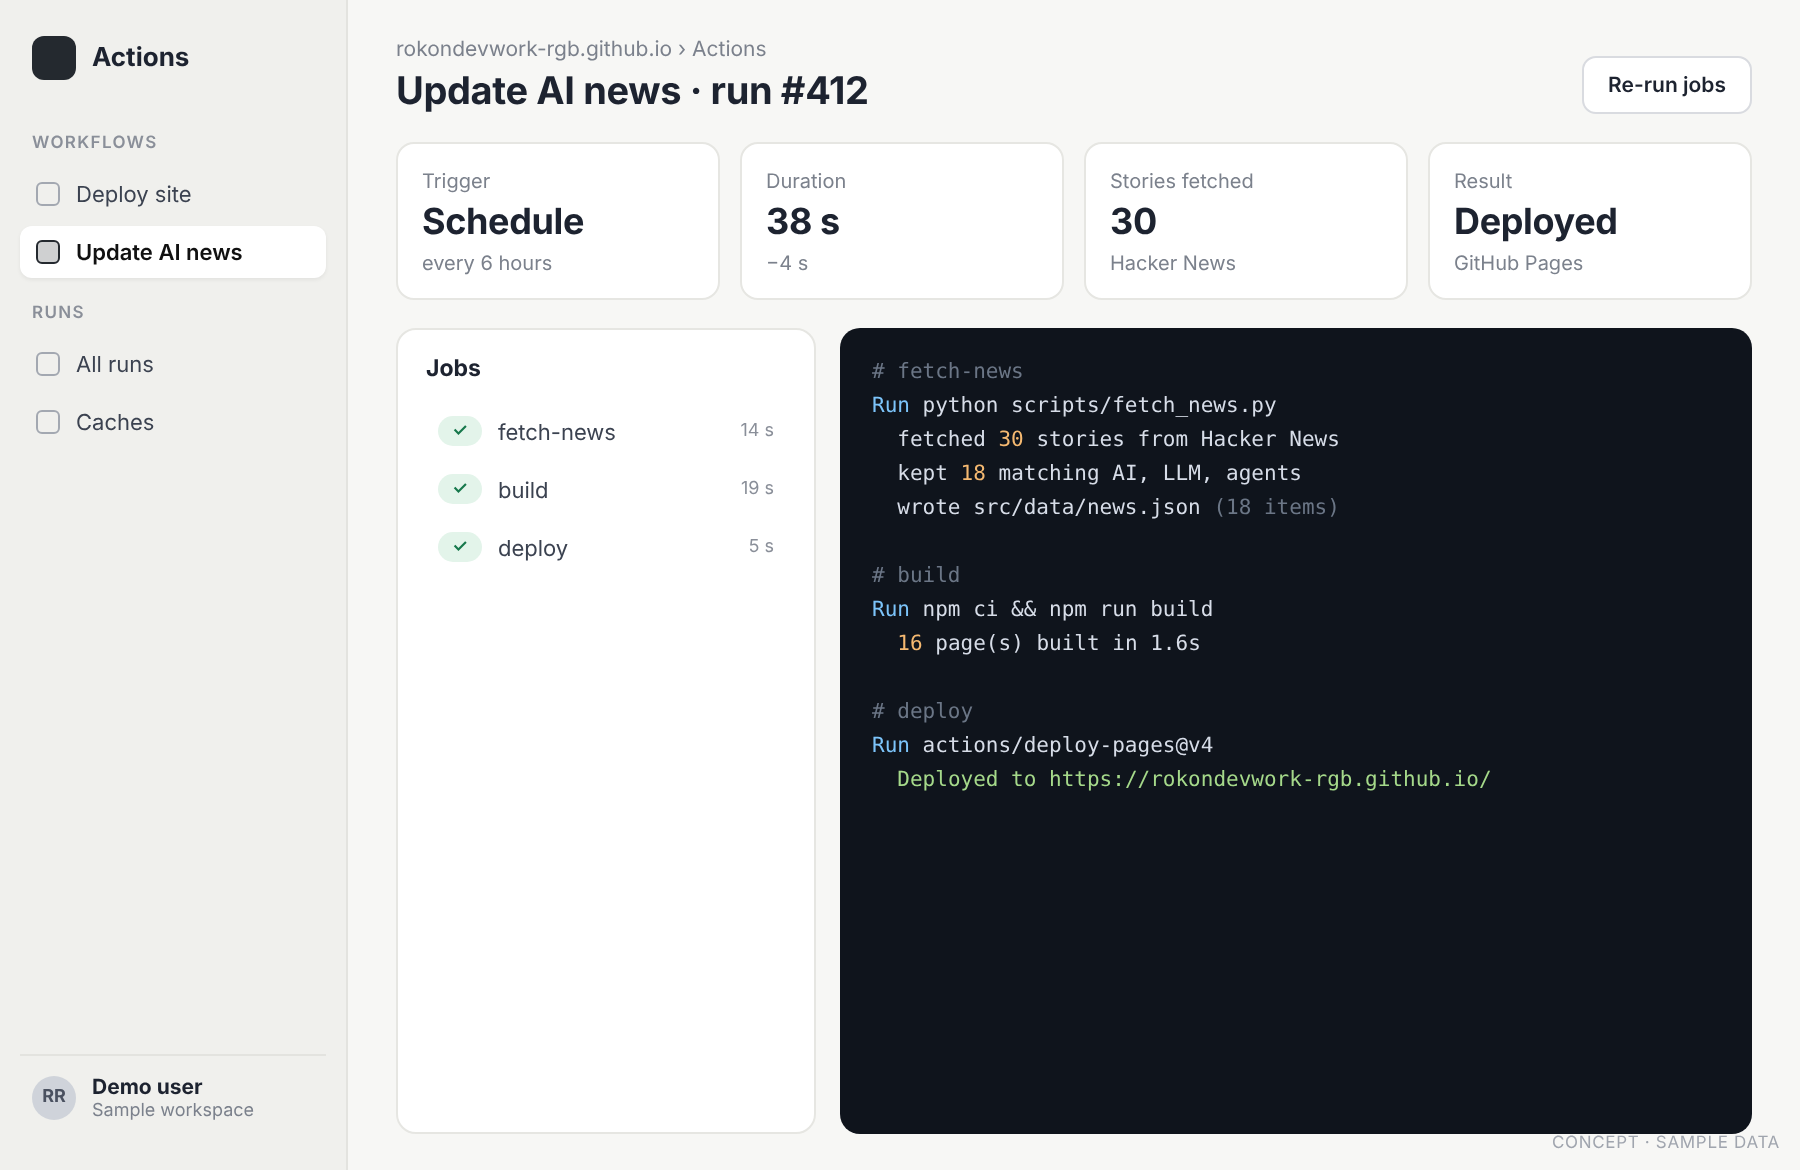 Actions
WORKFLOWS
Deploy site
Update AI news
RUNS
All runs
Caches
RR
Demo user
Sample workspace
rokondevwork-rgb.github.io › Actions
Update AI news · run #412
Re-run jobs
Trigger
Schedule
every 6 hours
Duration
38 s
−4 s
Stories fetched
30
Hacker News
Result
Deployed
GitHub Pages
Jobs
fetch-news 14 s
build 19 s
deploy 5 s
# fetch-news
Run python scripts/fetch_news.py
fetched 30 stories from Hacker News
kept 18 matching AI, LLM, agents
wrote src/data/news.json (18 items)
# build
Run npm ci && npm run build
16 page(s) built in 1.6s
# deploy
Run actions/deploy-pages@v4
Deployed to https://rokondevwork-rgb.github.io/
CONCEPT · SAMPLE DATA